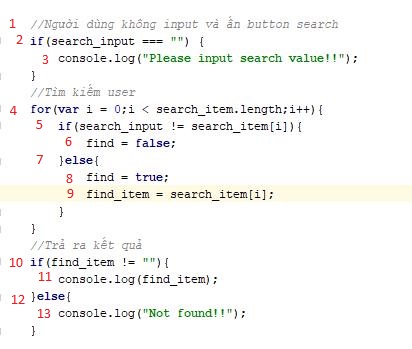 1 //Người dùng không input và ấn button search
2 if(search_input === "") {
3 console.log("Please input search value!!");
}
//Tìm kiếm user
4 for(var i = 0;i < search_item.length;i++){
5 if(search_input != search_item[i]){
6 find = false;
7 }else{
8 find = true;
9 find_item = search_item[i];
}
}
//Trả ra kết quả
10 if(find_item != ""){
11 console.log(find_item);
12 }else{
13 console.log("Not found!!");
}